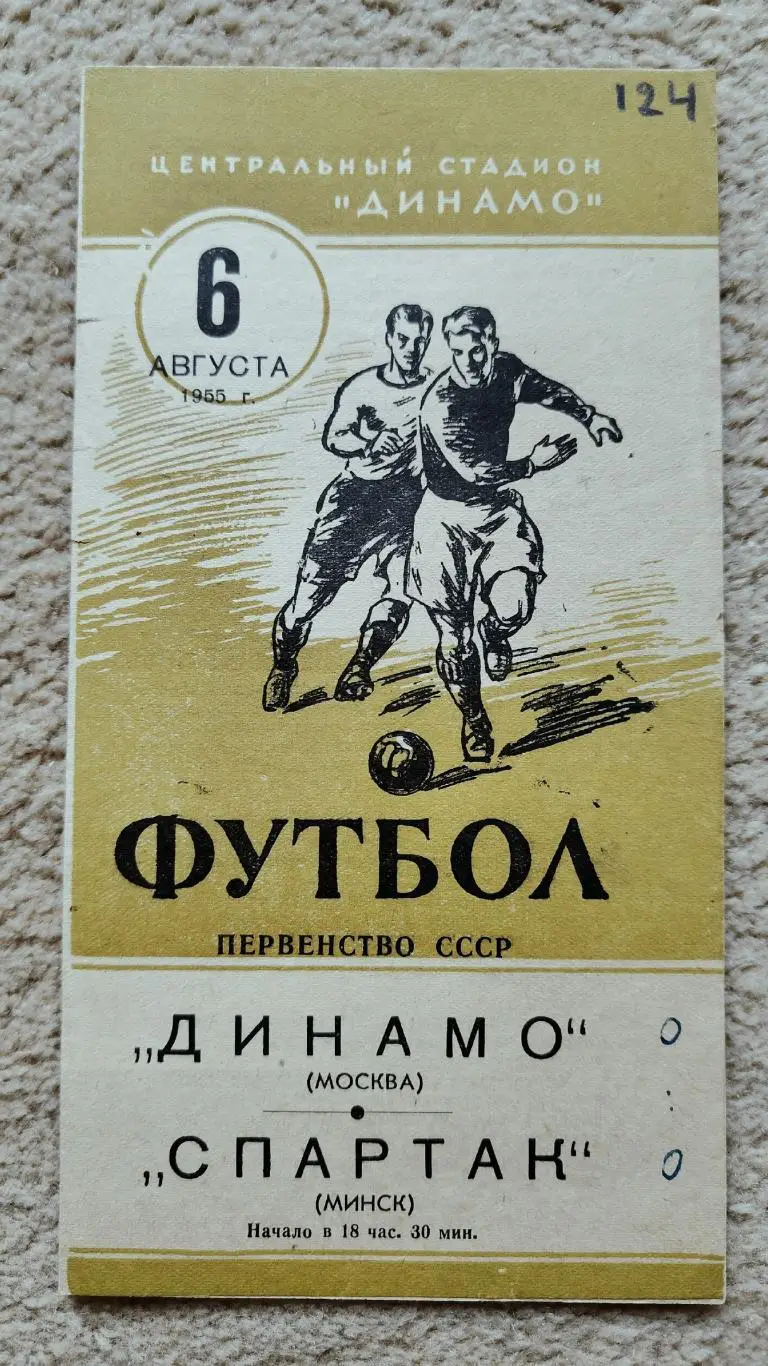 124
ЦЕНТРАЛЬНЫЙ СТАДИОН
"ДИНАМО"
6
АВГУСТА
1955 г.
ФУТБОЛ
ПЕРВЕНСТВО СССР
„ДИНАМО“ 0
(МОСКВА) :
„СПАРТАК“ 0
(МИНСК)
Начало в 18 час. 30 мин.